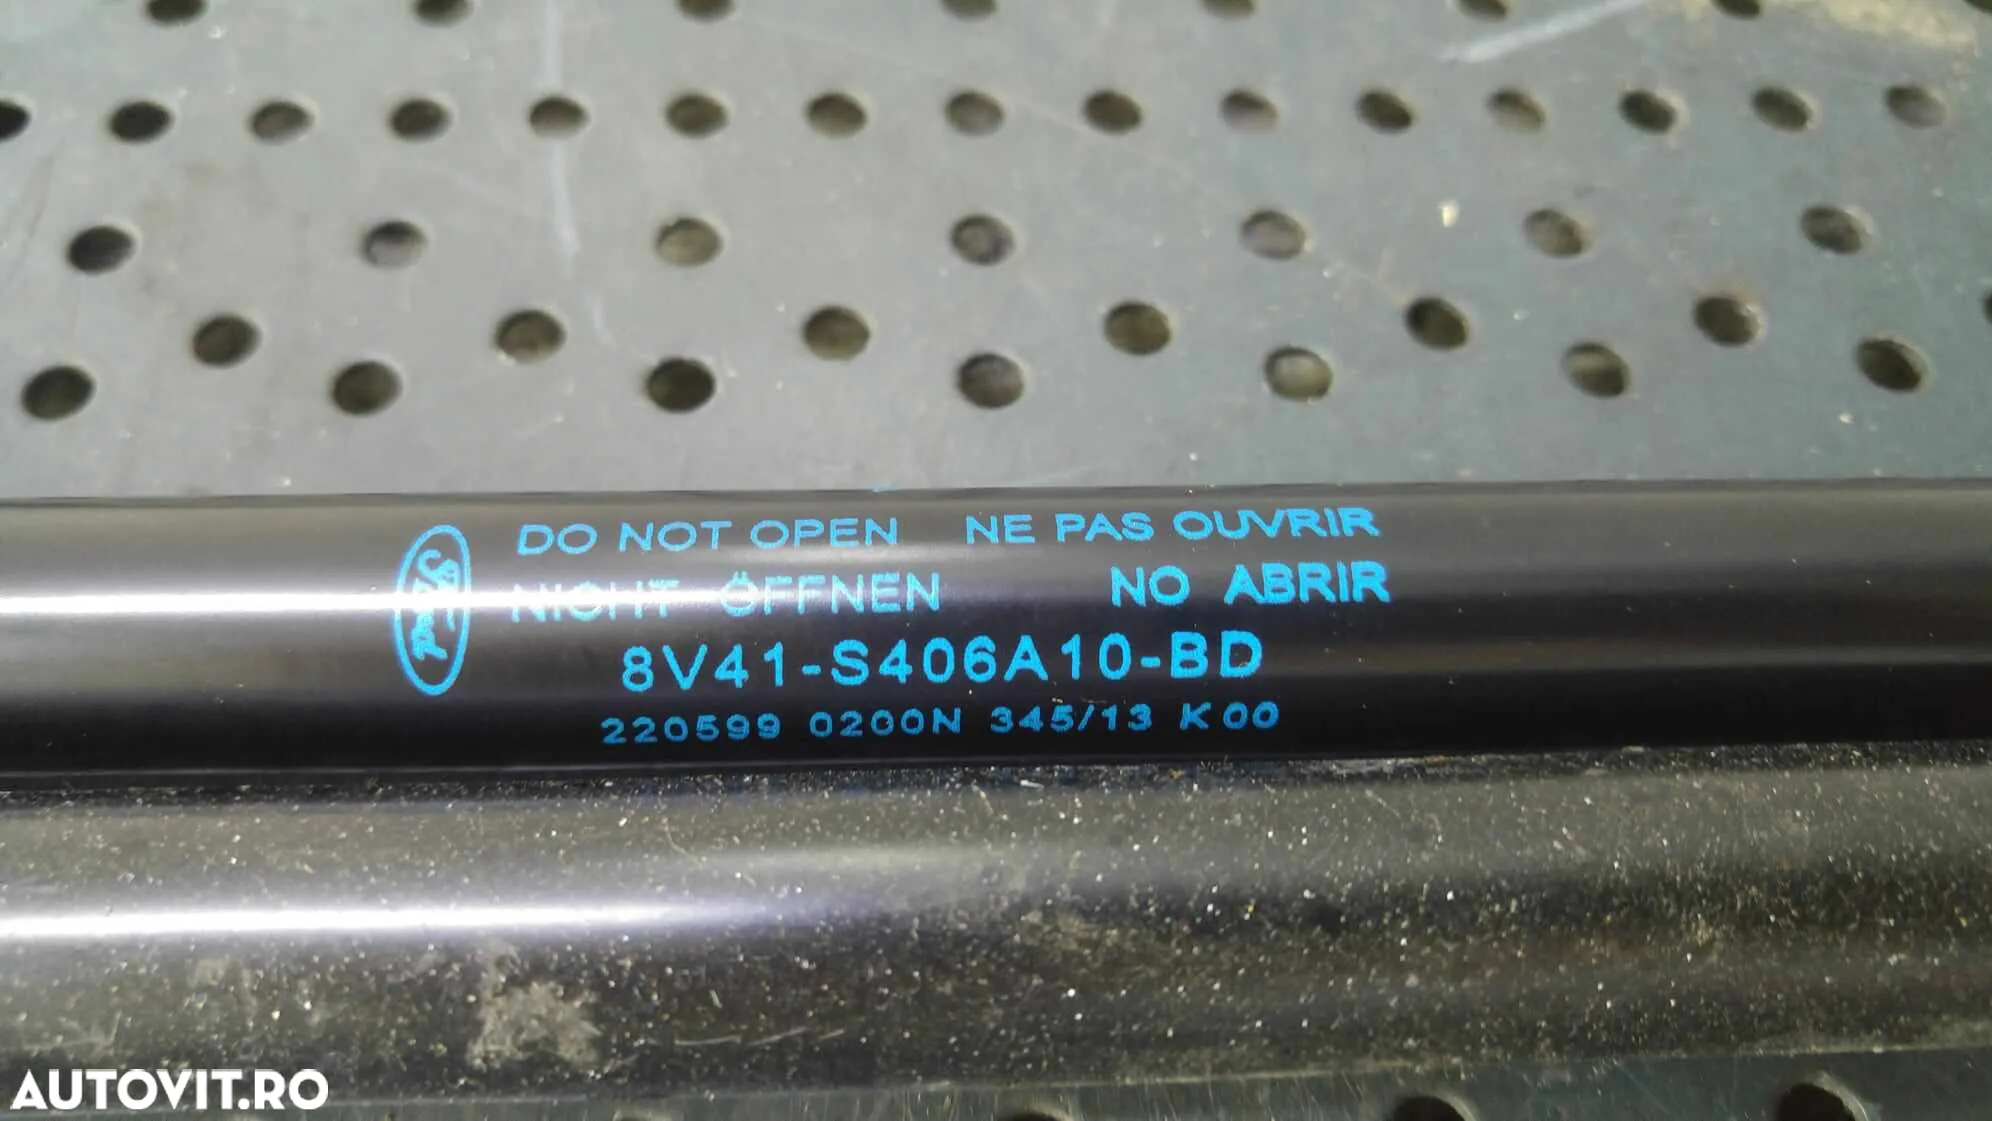 Ford
DO NOT OPEN NE PAS OUVRIR
NICHT ÖFFNEN NO ABRIR
8V41-S406A10-BD
220599 0200N 345/13 K00
AUTOVIT.RO